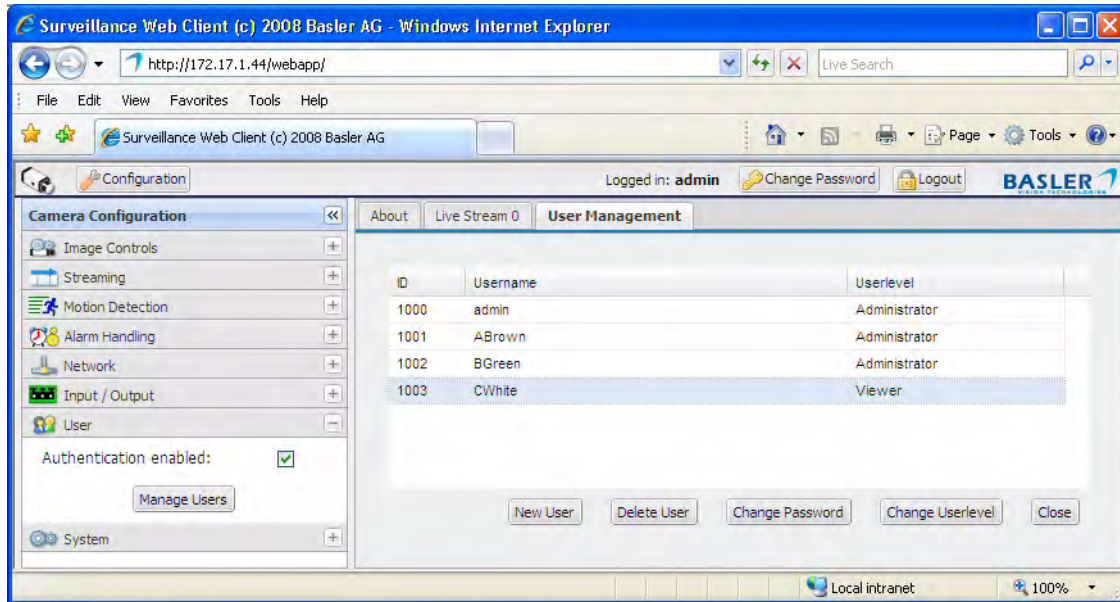 Surveillance Web Client (c) 2008 Basler AG - Windows Internet Explorer
http://172.17.1.44/webapp/
Live Search
File Edit View Favorites Tools Help
Surveillance Web Client (c) 2008 Basler AG
Page Tools
Configuration
Logged in: admin
Change Password
Logout
BASLER
VISION TECHNOLOGIES
Camera Configuration
About
Live Stream 0
User Management
Image Controls
Streaming
Motion Detection
Alarm Handling
Network
Input / Output
User
Authentication enabled:
Manage Users
System
ID Username Userlevel
1000 admin Administrator
1001 ABrown Administrator
1002 BGreen Administrator
1003 CWhite Viewer
New User
Delete User
Change Password
Change Userlevel
Close
Local intranet
100%